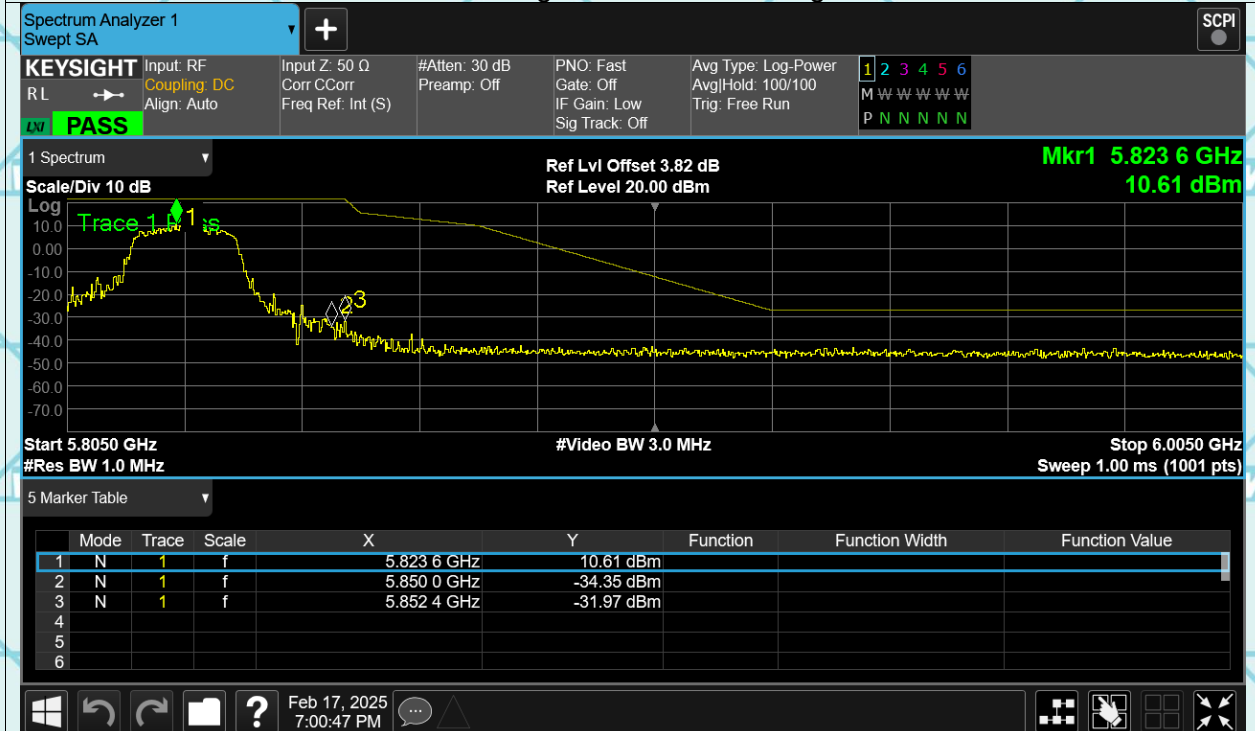 Spectrum Analyzer 1
Swept SA
+
SCPI
KEYSIGHT Input: RF Input Z: 50 Ω #Atten: 30 dB PNO: Fast Avg Type: Log-Power 1 2 3 4 5 6
RL Coupling: DC Corr CCorr Preamp: Off Gate: Off Avg|Hold: 100/100 M W W W W W
Align: Auto Freq Ref: Int (S) IF Gain: Low Trig: Free Run
LXI PASS Sig Track: Off P N N N N N
1 Spectrum Ref Lvl Offset 3.82 dB Mkr1 5.823 6 GHz
Scale/Div 10 dB Ref Level 20.00 dBm 10.61 dBm
Log
Trace 1 1
10.0
0.00
-10.0
-20.0
2 3
-30.0
-40.0
-50.0
-60.0
-70.0
Start 5.8050 GHz #Video BW 3.0 MHz Stop 6.0050 GHz
#Res BW 1.0 MHz Sweep 1.00 ms (1001 pts)
5 Marker Table
Mode Trace Scale X Y Function Function Width Function Value
1 N 1 f 5.823 6 GHz 10.61 dBm
2 N 1 f 5.850 0 GHz -34.35 dBm
3 N 1 f 5.852 4 GHz -31.97 dBm
4
5
6
? Feb 17, 2025
7:00:47 PM